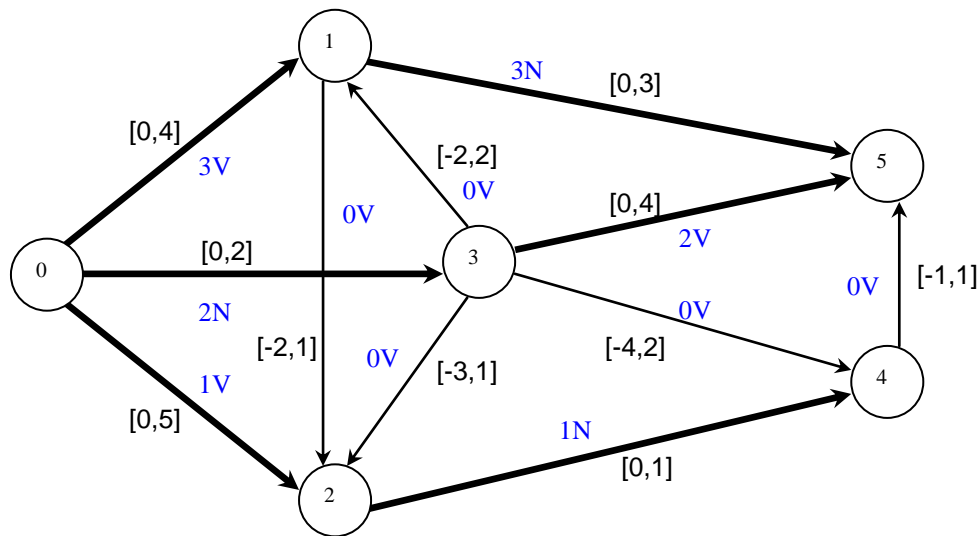 1
3N
[0,3]
[0,4]
3V
[-2,2]
0V
5
0V
[0,4]
2V
0
[0,2]
3
2N
0V
0V
[-1,1]
[-2,1]
0V
[-3,1]
[-4,2]
1V
4
[0,5]
1N
[0,1]
2